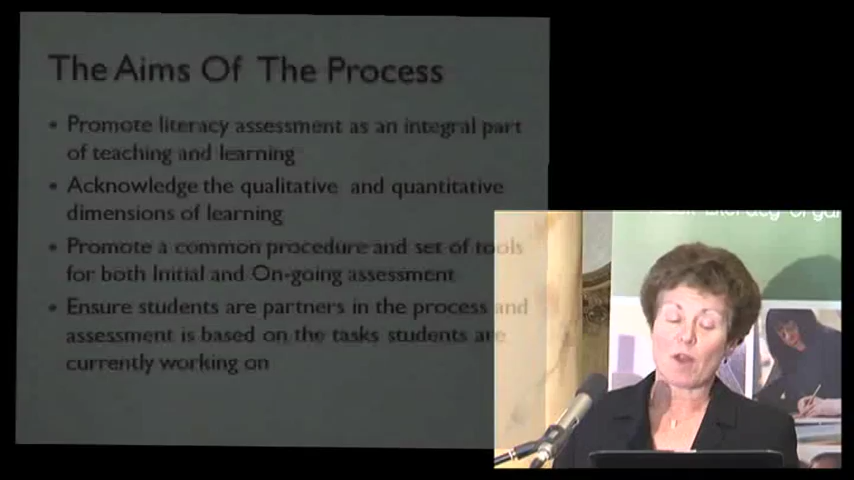 The Aims Of The Process
• Promote literacy assessment as an integral part
of teaching and learning
• Acknowledge the qualitative and quantitative
dimensions of learning
• Promote a common procedure and set of tools
for both Initial and On-going assessment
• Ensure students are partners in the process and
assessment is based on the tasks students are
currently working on
Literacy